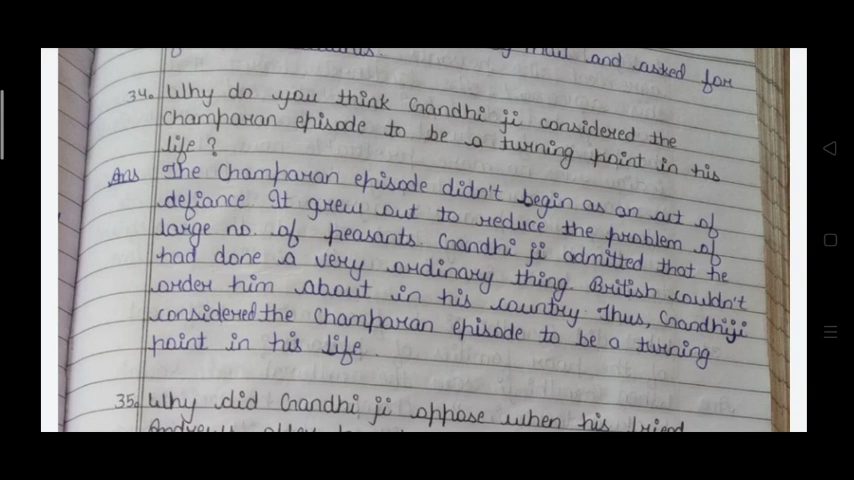 and asked for
34. Why do you think Gandhi ji considered the
Champaran episode to be a turning point in his
life ?
Ans The Champaran episode didn't begin as an act of
defiance It grew out to reduce the problem of
large no. of peasants Gandhi ji admitted that he
had done a very ordinary thing British couldn't
order him about in his country Thus, Gandhiji
considered the Champaran episode to be a turning
point in his life.
35. Why did Gandhi ji oppose when his friend